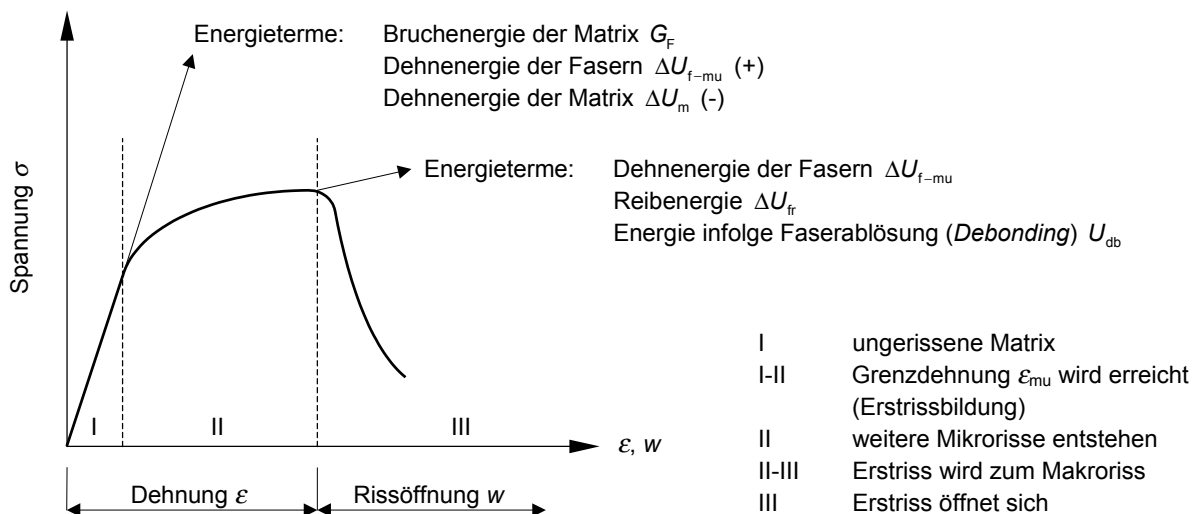 Energieterme: Bruchenergie der Matrix G_F
Dehnenergie der Fasern ΔU_f−mu (+)
Dehnenergie der Matrix ΔU_m (-)
Energieterme: Dehnenergie der Fasern ΔU_f−mu
Reibenergie ΔU_fr
Energie infolge Faserablösung (Debonding) U_db
Spannung σ
I II III
ε, w
Dehnung ε Rissöffnung w
I ungerissene Matrix
I-II Grenzdehnung ε_mu wird erreicht
(Erstrissbildung)
II weitere Mikrorisse entstehen
II-III Erstriss wird zum Makroriss
III Erstriss öffnet sich